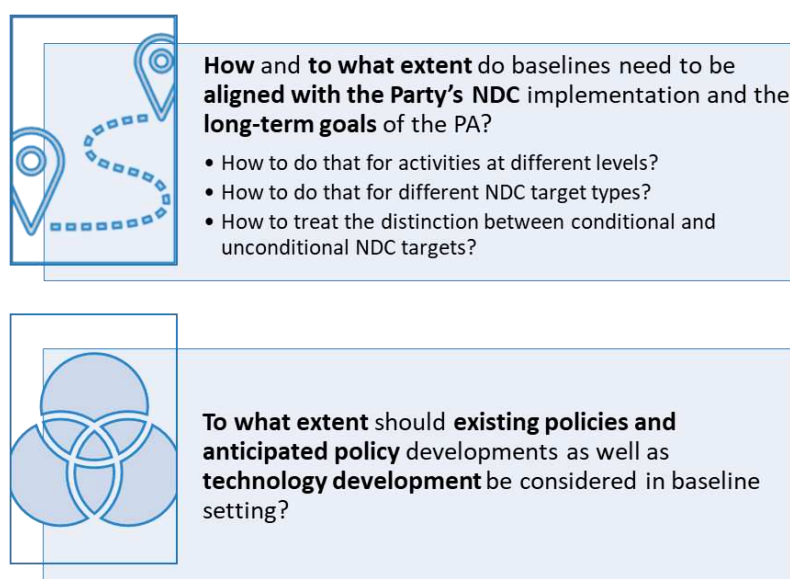 How and to what extent do baselines need to be
aligned with the Party's NDC implementation and the
long-term goals of the PA?
• How to do that for activities at different levels?
• How to do that for different NDC target types?
• How to treat the distinction between conditional and
unconditional NDC targets?
To what extent should existing policies and
anticipated policy developments as well as
technology development be considered in baseline
setting?